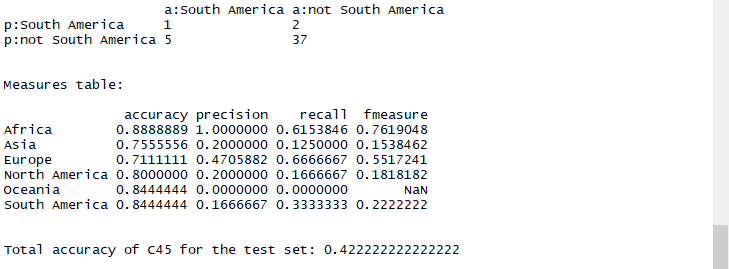 a:South America a:not South America
p:South America 1 2
p:not South America 5 37
Measures table:
accuracy precision recall fmeasure
Africa 0.8888889 1.0000000 0.6153846 0.7619048
Asia 0.7555556 0.2000000 0.1250000 0.1538462
Europe 0.7111111 0.4705882 0.6666667 0.5517241
North America 0.8000000 0.2000000 0.1666667 0.1818182
Oceania 0.8444444 0.0000000 0.0000000 NaN
South America 0.8444444 0.1666667 0.3333333 0.2222222
Total accuracy of C45 for the test set: 0.422222222222222